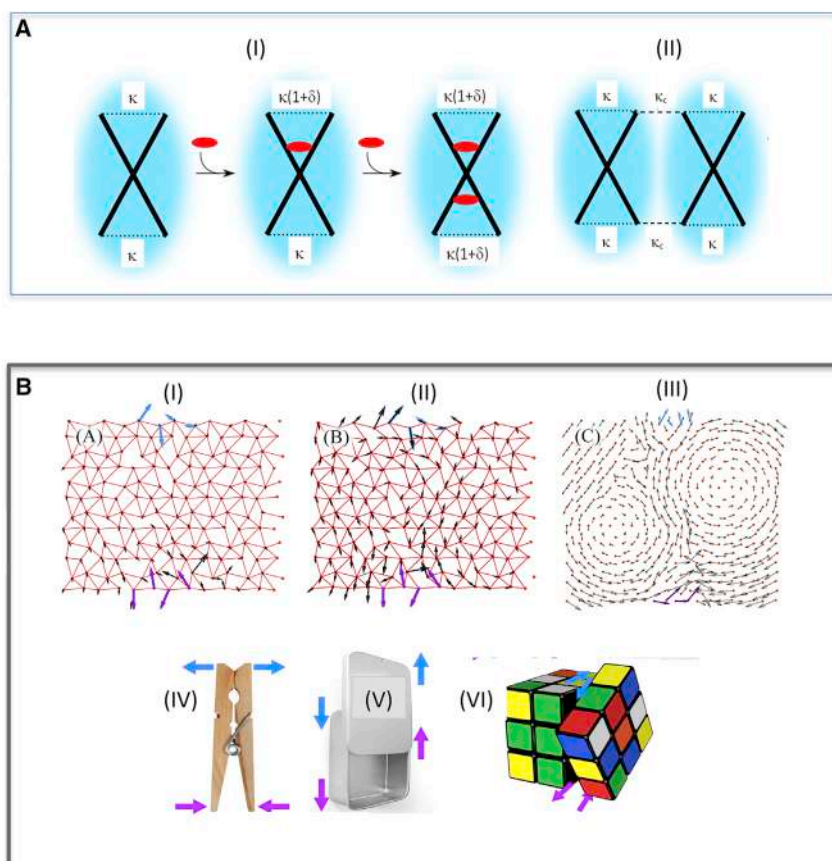 A
(I)
(II)
κ
κ(1+δ)
κ(1+δ)
κ
κc
κ
κ
κ
κ(1+δ)
κ
κc
κ
B
(I)
(II)
(III)
(A)
(B)
(C)
(IV)
(V)
(VI)